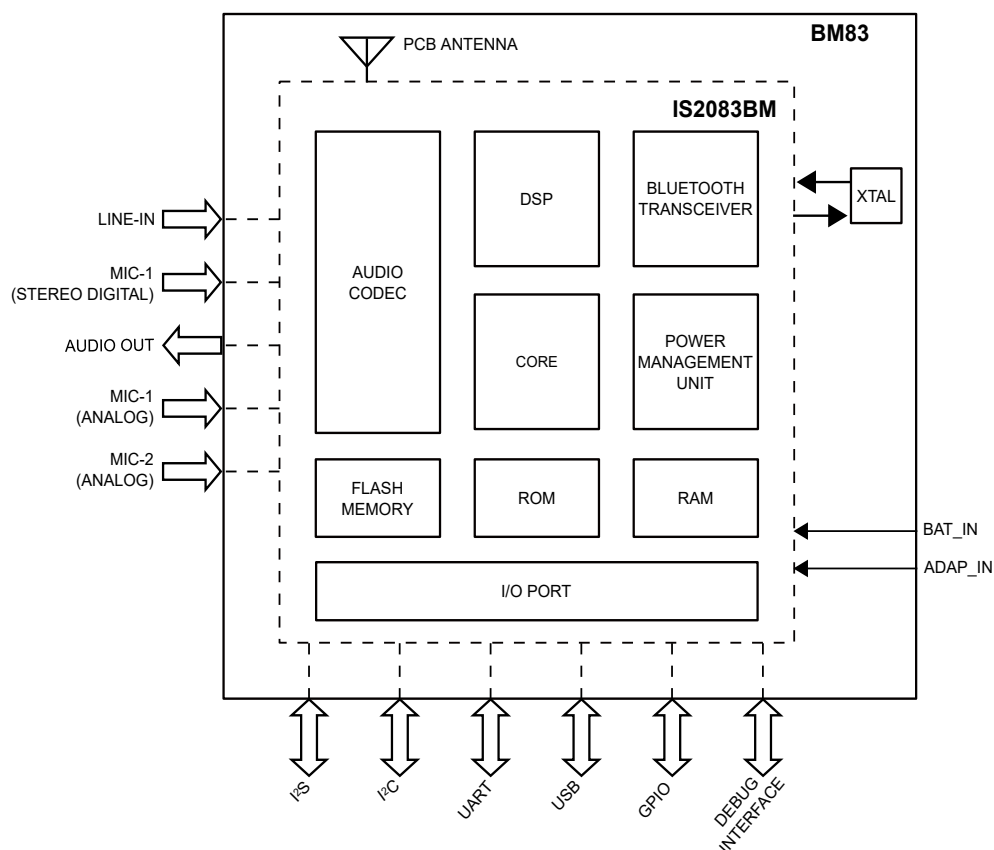 BM83
PCB ANTENNA
IS2083BM
DSP
BLUETOOTH
TRANSCEIVER
XTAL
LINE-IN
MIC-1
(STEREO DIGITAL)
AUDIO
CODEC
AUDIO OUT
CORE
POWER
MANAGEMENT
UNIT
MIC-1
(ANALOG)
MIC-2
(ANALOG)
FLASH
MEMORY
ROM
RAM
BAT_IN
ADAP_IN
I/O PORT
I²S
I²C
UART
USB
GPIO
DEBUG
INTERFACE